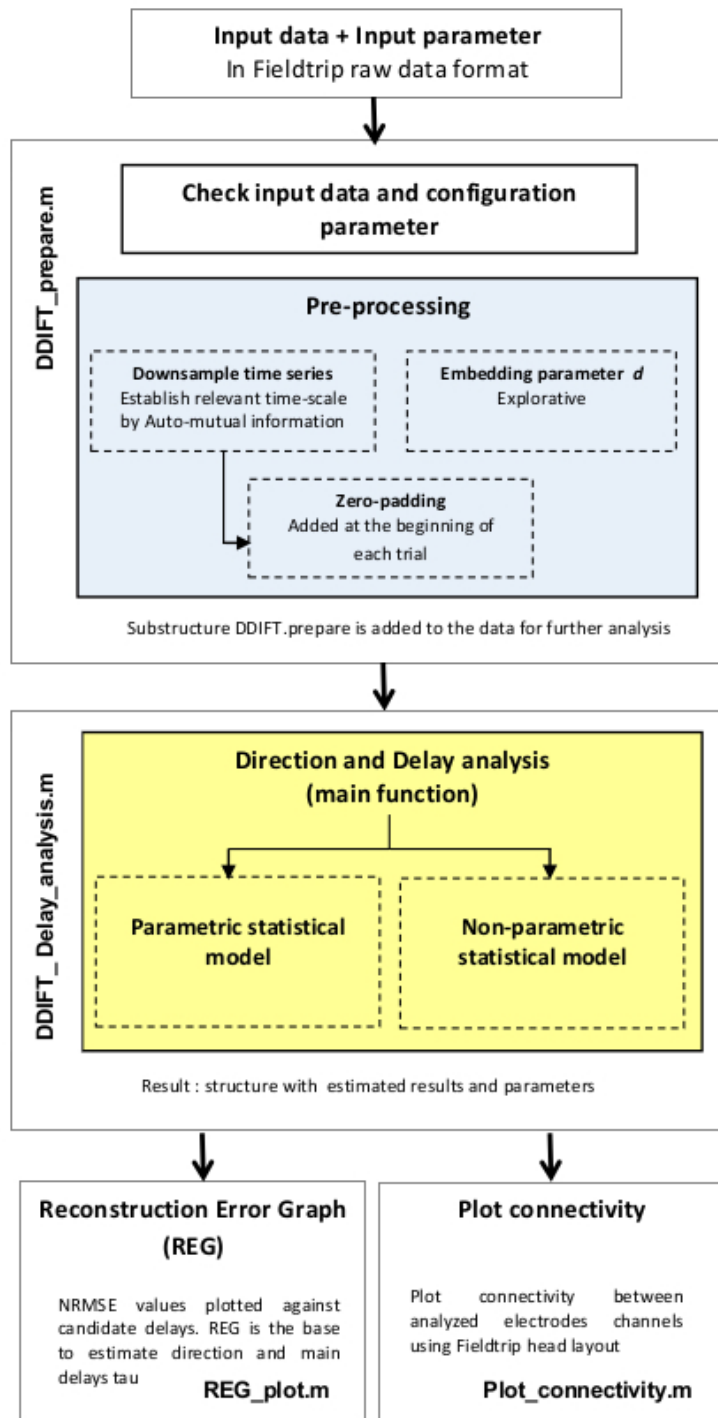 Input data + Input parameter
In Fieldtrip raw data format
DDIFT_prepare.m
Check input data and configuration
parameter
Pre-processing
Downsample time series
Establish relevant time-scale
by Auto-mutual information
Embedding parameter d
Explorative
Zero-padding
Added at the beginning of
each trial
Substructure DDIFT.prepare is added to the data for further analysis
DDIFT_ Delay_analysis.m
Direction and Delay analysis
(main function)
Parametric statistical
model
Non-parametric
statistical model
Result : structure with estimated results and parameters
Reconstruction Error Graph
(REG)
NRMSE values plotted against
candidate delays. REG is the base
to estimate direction and main
delays tau
REG_plot.m
Plot connectivity
Plot connectivity between
analyzed electrodes channels
using Fieldtrip head layout
Plot_connectivity.m